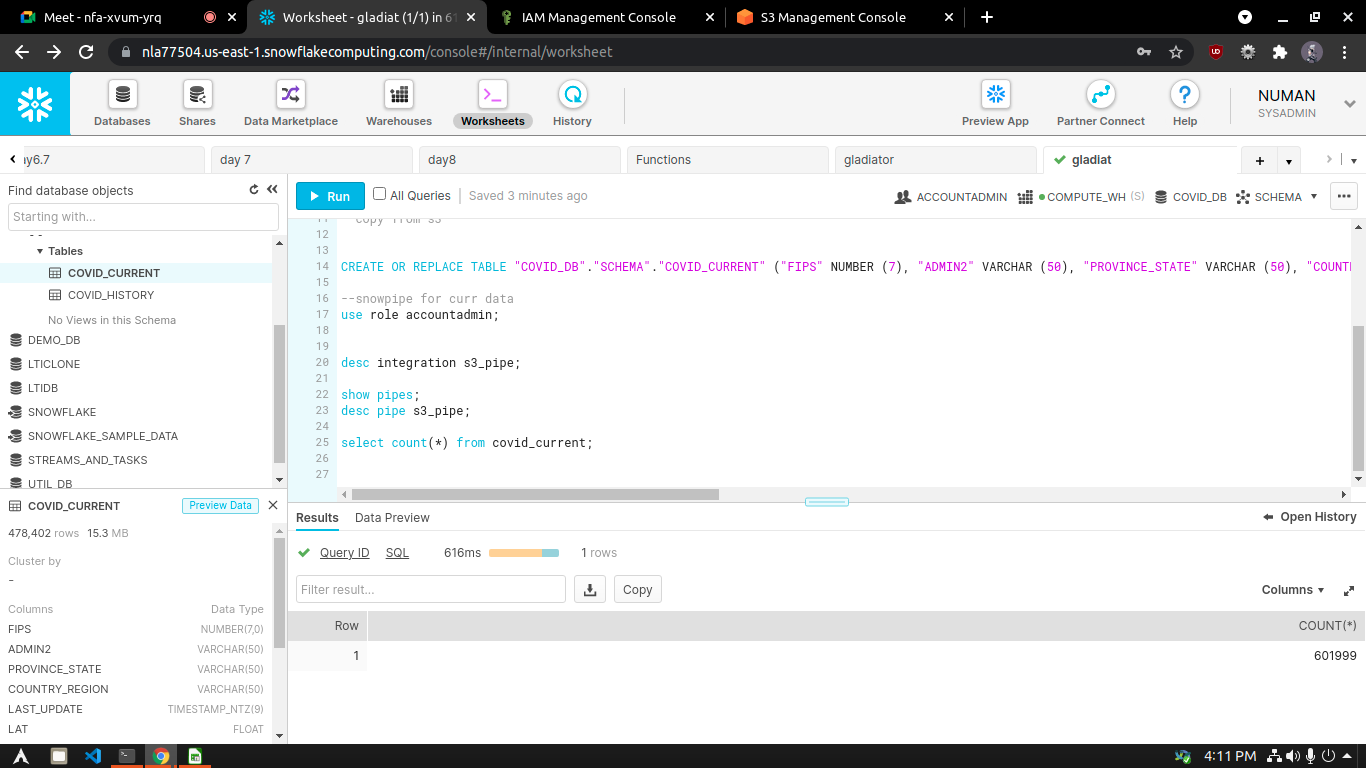 Meet - nfa-xvum-yrq
Worksheet - gladiat (1/1) in 61
IAM Management Console
S3 Management Console
nla77504.us-east-1.snowflakecomputing.com/console#/internal/worksheet
Databases
Shares
Data Marketplace
Warehouses
Worksheets
History
Preview App
Partner Connect
Help
NUMAN
SYSADMIN
ay6.7
day 7
day8
Functions
gladiator
gladiat
Find database objects
Starting with...
Tables
COVID_CURRENT
COVID_HISTORY
No Views in this Schema
DEMO_DB
LTICLONE
LTIDB
SNOWFLAKE
SNOWFLAKE_SAMPLE_DATA
STREAMS_AND_TASKS
UTIL_DB
COVID_CURRENT
Preview Data
478,402 rows 15.3 MB
Cluster by
-
Columns Data Type
FIPS NUMBER(7,0)
ADMIN2 VARCHAR(50)
PROVINCE_STATE VARCHAR(50)
COUNTRY_REGION VARCHAR(50)
LAST_UPDATE TIMESTAMP_NTZ(9)
LAT FLOAT
Run
All Queries
Saved 3 minutes ago
ACCOUNTADMIN
COMPUTE_WH (S)
COVID_DB
SCHEMA
11 copy from s3
12
13
14 CREATE OR REPLACE TABLE "COVID_DB"."SCHEMA"."COVID_CURRENT" ("FIPS" NUMBER (7), "ADMIN2" VARCHAR (50), "PROVINCE_STATE" VARCHAR (50), "COUNT
15
16 --snowpipe for curr data
17 use role accountadmin;
18
19
20 desc integration s3_pipe;
21
22 show pipes;
23 desc pipe s3_pipe;
24
25 select count(*) from covid_current;
26
27
Results
Data Preview
Open History
Query ID
SQL
616ms
1 rows
Filter result...
Copy
Columns
Row COUNT(*)
1 601999
4:11 PM